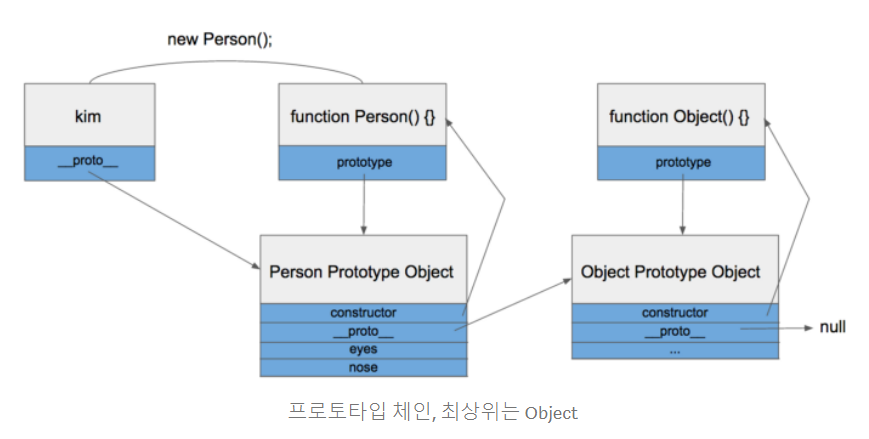 new Person();
kim
__proto__
function Person() {}
prototype
function Object() {}
prototype
Person Prototype Object
constructor
__proto__
eyes
nose
Object Prototype Object
constructor
__proto__
...
null
프로토타입 체인, 최상위는 Object